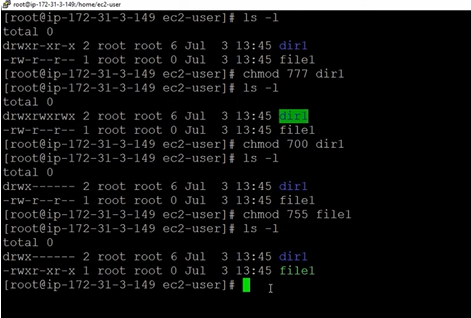 root@ip-172-31-3-149:/home/ec2-user
[root@ip-172-31-3-149 ec2-user]# ls -l
total 0
drwxr-xr-x 2 root root 6 Jul  3 13:45 dir1
-rw-r--r-- 1 root root 0 Jul  3 13:45 file1
[root@ip-172-31-3-149 ec2-user]# chmod 777 dir1
[root@ip-172-31-3-149 ec2-user]# ls -l
total 0
drwxrwxrwx 2 root root 6 Jul  3 13:45 dir1
-rw-r--r-- 1 root root 0 Jul  3 13:45 file1
[root@ip-172-31-3-149 ec2-user]# chmod 700 dir1
[root@ip-172-31-3-149 ec2-user]# ls -l
total 0
drwx------ 2 root root 6 Jul  3 13:45 dir1
-rw-r--r-- 1 root root 0 Jul  3 13:45 file1
[root@ip-172-31-3-149 ec2-user]# chmod 755 file1
[root@ip-172-31-3-149 ec2-user]# ls -l
total 0
drwx------ 2 root root 6 Jul  3 13:45 dir1
-rwxr-xr-x 1 root root 0 Jul  3 13:45 file1
[root@ip-172-31-3-149 ec2-user]#